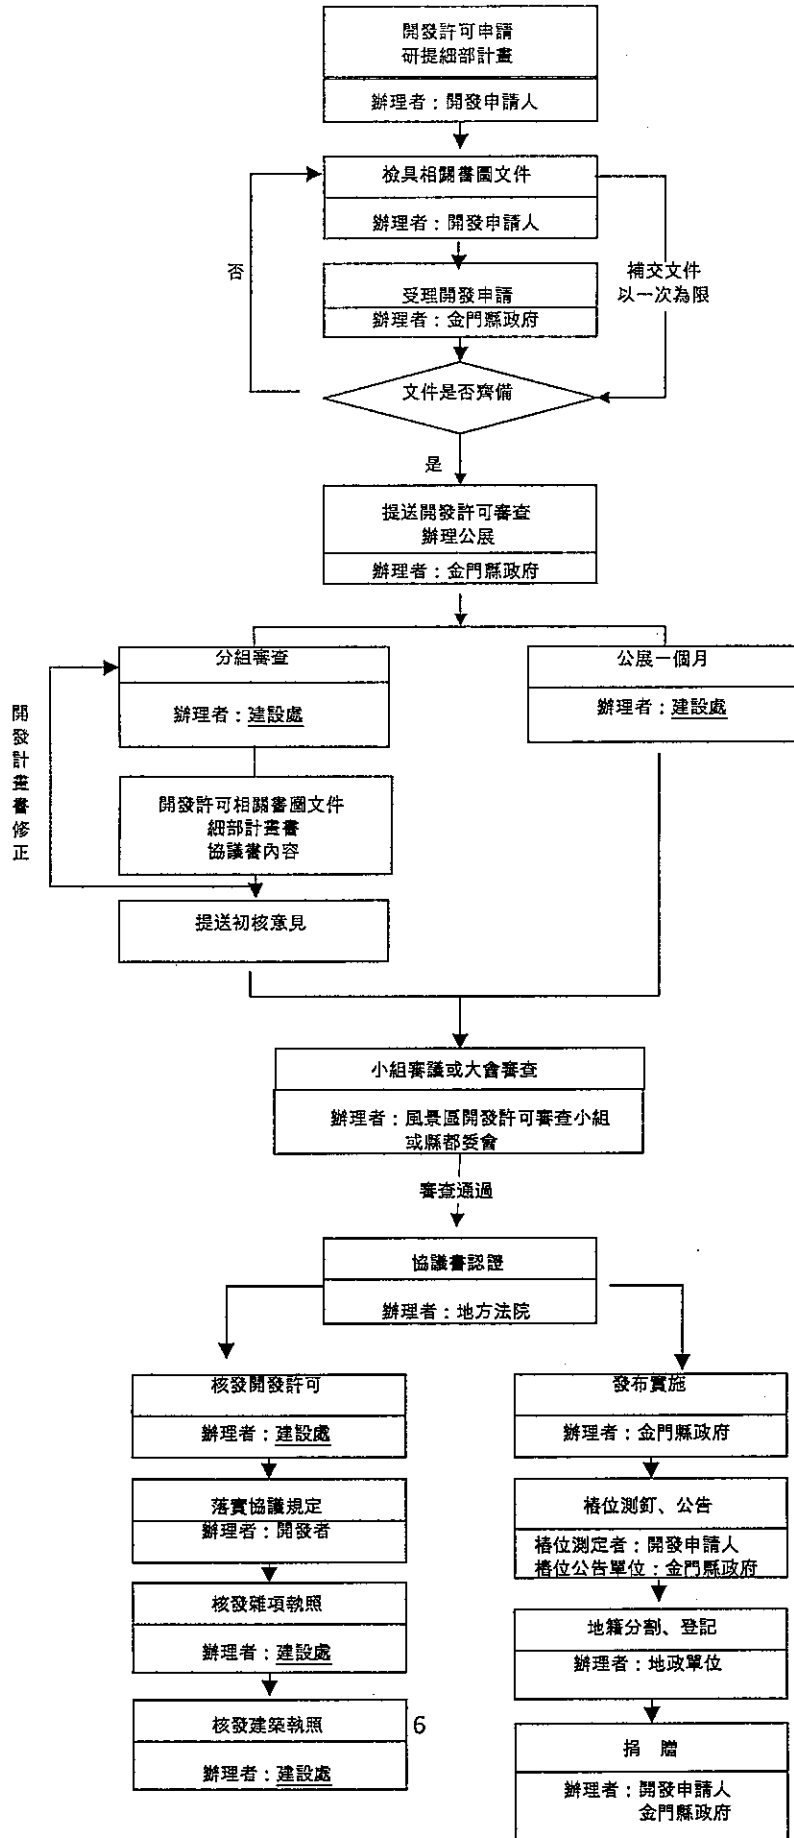 開發許可申請
研提細部計畫
辦理者：開發申請人
檢具相關書圖文件
辦理者：開發申請人
否
受理開發申請
辦理者：金門縣政府
補交文件
以一次為限
文件是否齊備
是
提送開發許可審查
辦理公展
辦理者：金門縣政府
分組審查
辦理者：建設處
公展一個月
辦理者：建設處
開發計畫書修正
開發許可相關書圖文件
細部計畫書
協議書內容
提送初核意見
小組審議或大會審查
辦理者：風景區開發許可審查小組
或縣都委會
審查通過
協議書認證
辦理者：地方法院
核發開發許可
辦理者：建設處
落實協議規定
辦理者：開發者
核發雜項執照
辦理者：建設處
核發建築執照
辦理者：建設處
發布實施
辦理者：金門縣政府
樁位測釘、公告
樁位測定者：開發申請人
樁位公告單位：金門縣政府
地籍分割、登記
辦理者：地政單位
捐　贈
辦理者：開發申請人
金門縣政府
6